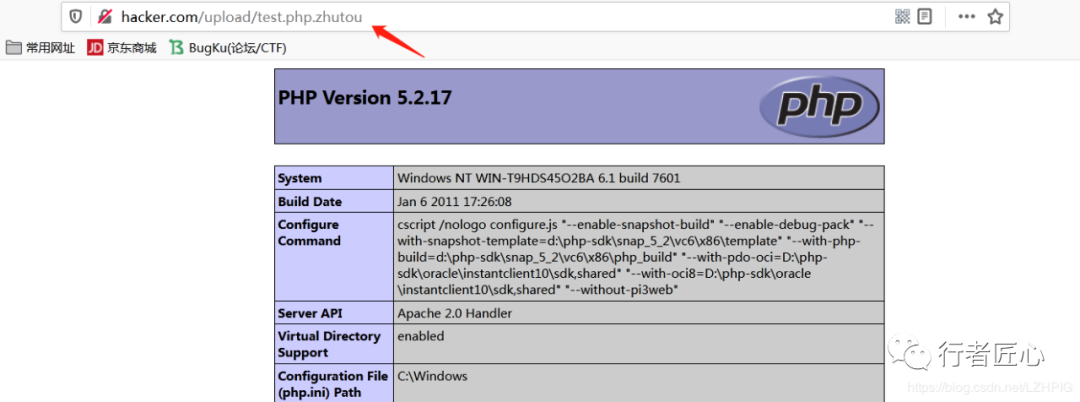 hacker.com/upload/test.php.zhutou
常用网址 JD 京东商城 BugKu(论坛/CTF)
PHP Version 5.2.17
php
System Windows NT WIN-T9HDS45O2BA 6.1 build 7601
Build Date Jan 6 2011 17:26:08
Configure Command cscript /nologo configure.js "--enable-snapshot-build" "--enable-debug-pack" "--
with-snapshot-template=d:\php-sdk\snap_5_2\vc6\x86\template" "--with-php-
build=d:\php-sdk\snap_5_2\vc6\x86\php_build" "--with-pdo-oci=D:\php-
sdk\oracle\instantclient10\sdk,shared" "--with-oci8=D:\php-sdk\oracle
\instantclient10\sdk,shared" "--without-pi3web"
Server API Apache 2.0 Handler
Virtual Directory Support enabled
Configuration File (php.ini) Path C:\Windows
行者匠心
https://blog.csdn.net/LZHPIG